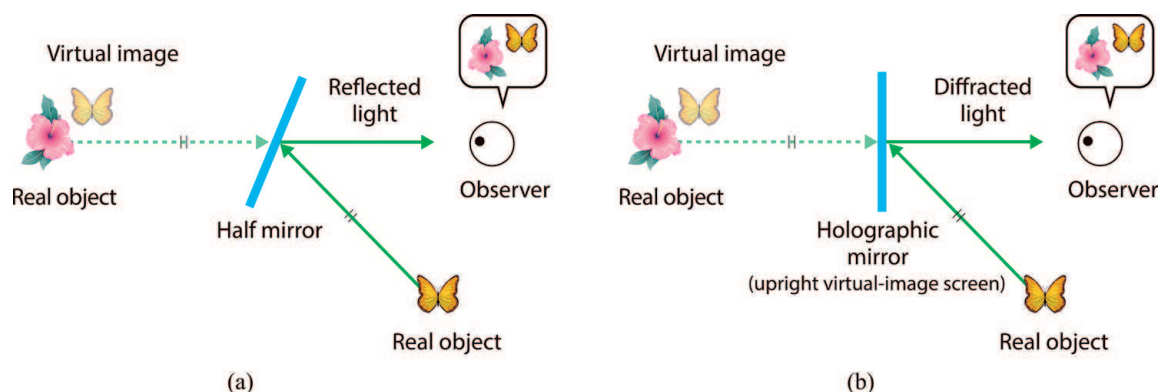 Virtual image
Reflected
light
Real object
Observer
Half mirror
Real object
(a)
Virtual image
Diffracted
light
Real object
Observer
Holographic
mirror
(upright virtual-image screen)
Real object
(b)